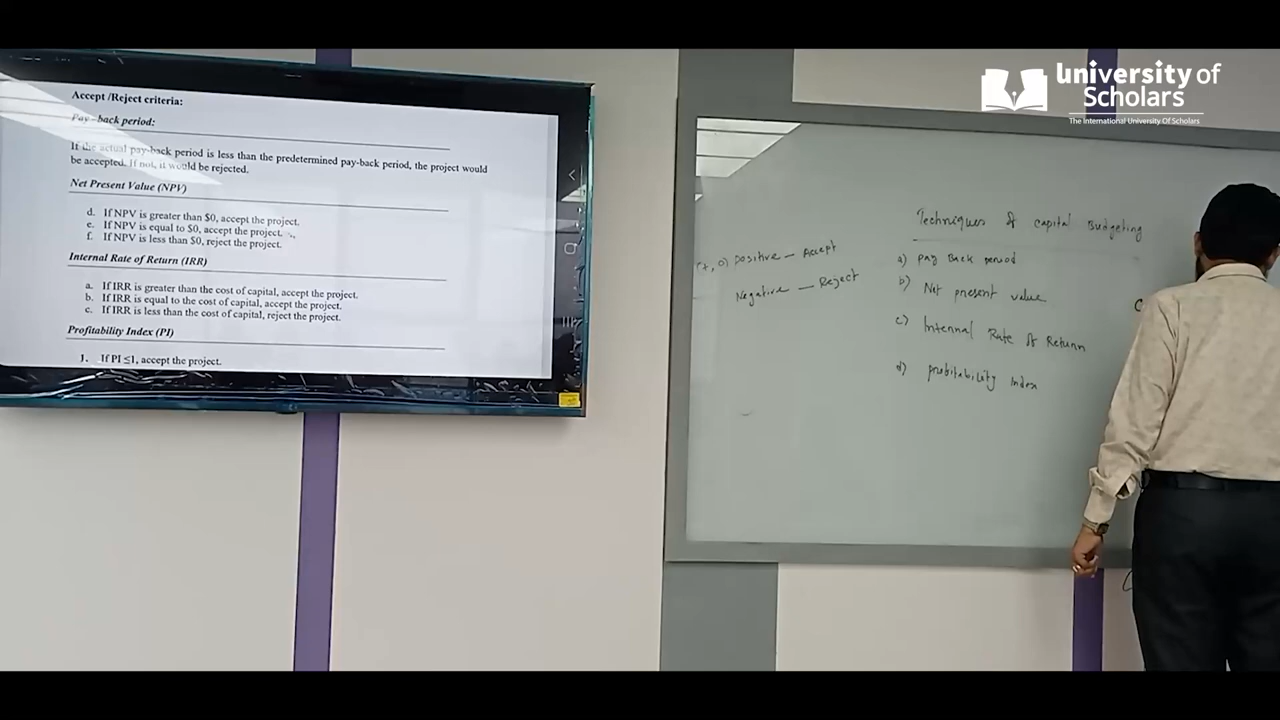 University of
Scholars
The International University Of Scholars
Accept /Reject criteria:
Pay-back period:
If the actual pay-back period is less than the predetermined pay-back period, the project would
be accepted. If not, it would be rejected.
Net Present Value (NPV)
d. If NPV is greater than $0, accept the project.
e. If NPV is equal to $0, accept the project.
f. If NPV is less than $0, reject the project.
Internal Rate of Return (IRR)
a. If IRR is greater than the cost of capital, accept the project.
b. If IRR is equal to the cost of capital, accept the project.
c. If IRR is less than the cost of capital, reject the project.
Profitability Index (PI)
1. If PI ≤1, accept the project.
Positive — Accept
Negative — Reject
Techniques of capital Budgeting
a) Pay Back period
b) Net present value
c) Internal Rate of Return
d) profitability Index